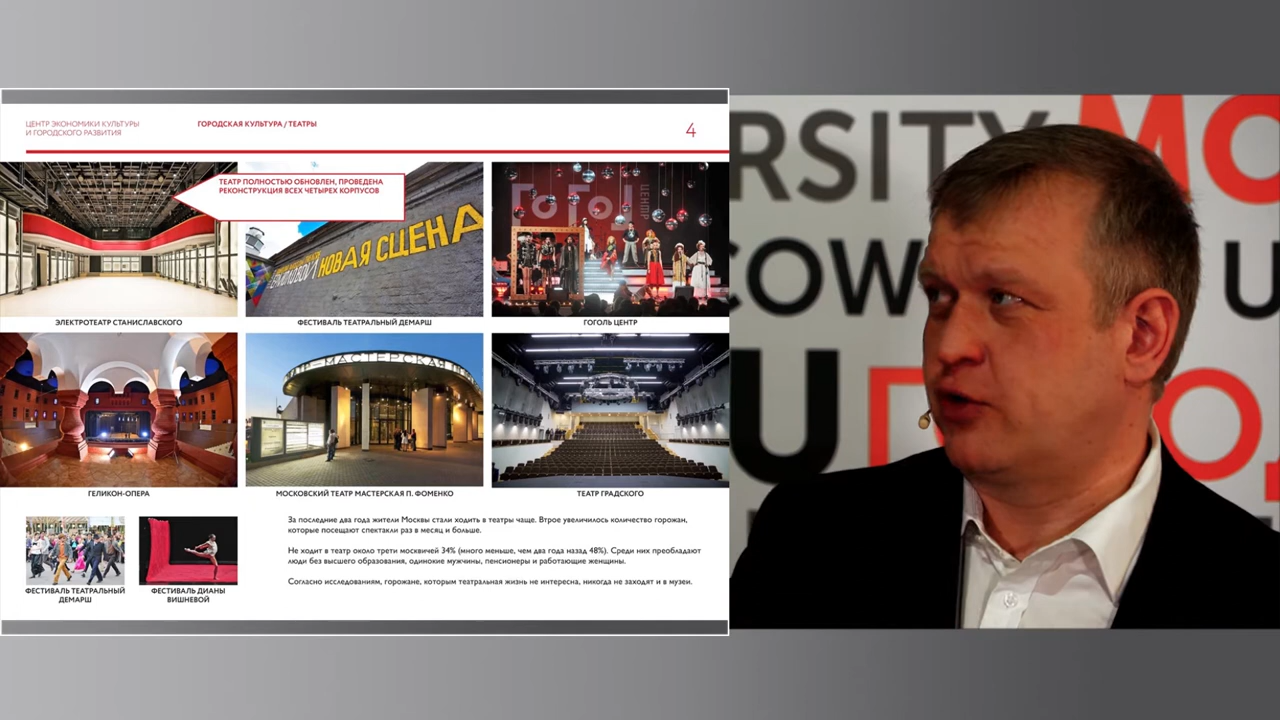 ЦЕНТР ЭКОНОМИКИ КУЛЬТУРЫ
И ГОРОДСКОГО РАЗВИТИЯ
ГОРОДСКАЯ КУЛЬТУРА / ТЕАТРЫ
4
ТЕАТР ПОЛНОСТЬЮ ОБНОВЛЕН, ПРОВЕДЕНА
РЕКОНСТРУКЦИЯ ВСЕХ ЧЕТЫРЕХ КОРПУСОВ
НОВАЯ СЦЕНА
ГОГОЛ
ЦЕНТР
ЭЛЕКТРОТЕАТР СТАНИСЛАВСКОГО
ФЕСТИВАЛЬ ТЕАТРАЛЬНЫЙ ДЕМАРШ
ГОГОЛЬ ЦЕНТР
МАСТЕРСКАЯ П
ГЕЛИКОН-ОПЕРА
МОСКОВСКИЙ ТЕАТР МАСТЕРСКАЯ П. ФОМЕНКО
ТЕАТР ГРАДСКОГО
ФЕСТИВАЛЬ ТЕАТРАЛЬНЫЙ
ДЕМАРШ
ФЕСТИВАЛЬ ДИАНЫ
ВИШНЕВОЙ
За последние два года жители Москвы стали ходить в театры чаще. Втрое увеличилось количество горожан,
которые посещают спектакли раз в месяц и больше.
Не ходит в театр около трети москвичей 34% (много меньше, чем два года назад 48%). Среди них преобладают
люди без высшего образования, одинокие мужчины, пенсионеры и работающие женщины.
Согласно исследованиям, горожане, которым театральная жизнь не интересна, никогда не заходят и в музеи.
RSITY МО
COW U
U